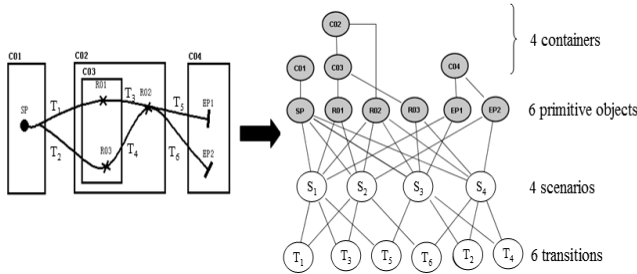 C01
C02
C04
C03
R01
T3
R02
T5
EP1
SP
T1
T2
R03
T4
T6
EP2
C02
4 containers
C01
C03
C04
SP
R01
R02
R03
EP1
EP2
6 primitive objects
S1
S2
S3
S4
4 scenarios
T1
T3
T5
T6
T2
T4
6 transitions